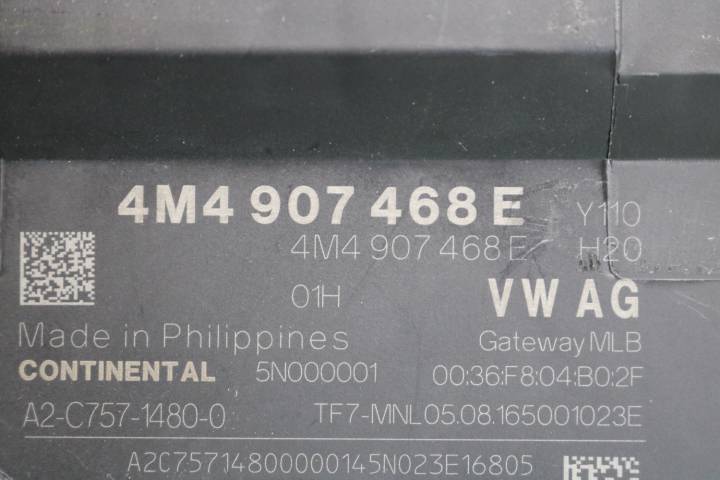 4M4 907 468 E Y110
4M4 907 468 E H20
01H VW AG
Made in Philippines Gateway MLB
CONTINENTAL 5N000001 00:36:F8:04:B0:2F
A2-C757-1480-0 TF7-MNL05.08.165001023E
A2C75714800000145N023E16805